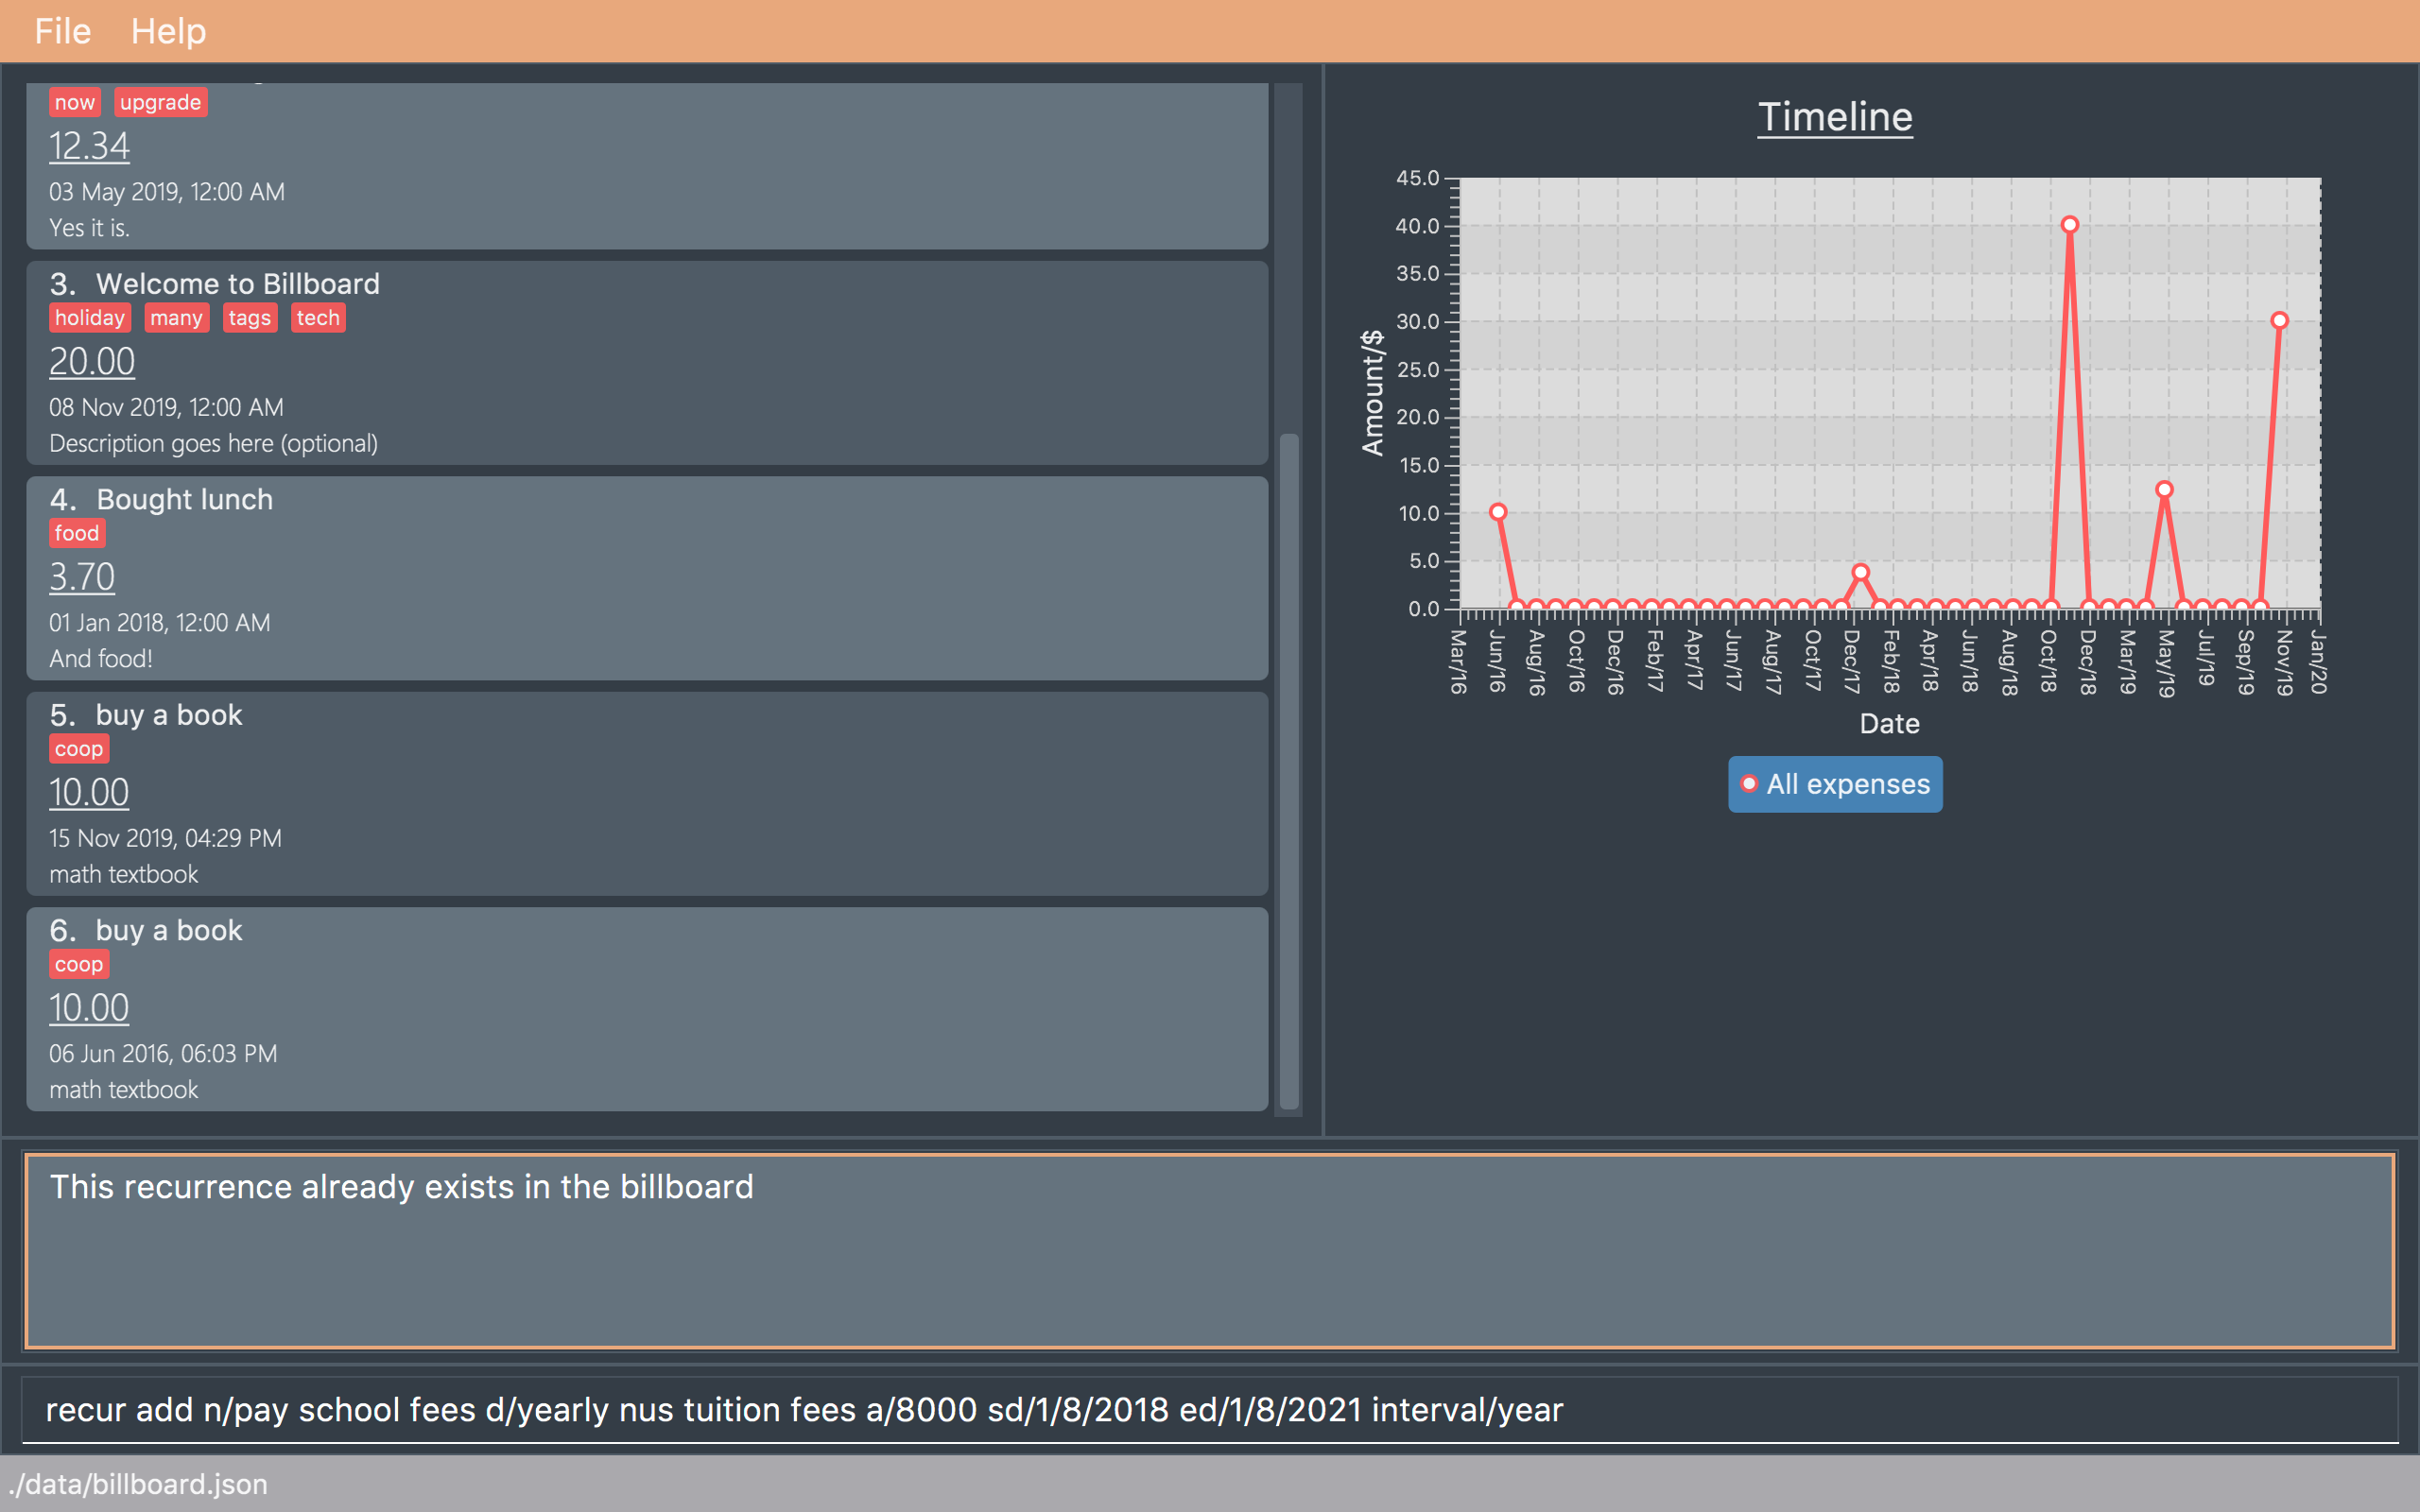 File Help
now upgrade
12.34
03 May 2019, 12:00 AM
Yes it is.
3. Welcome to Billboard
holiday many tags tech
20.00
08 Nov 2019, 12:00 AM
Description goes here (optional)
4. Bought lunch
food
3.70
01 Jan 2018, 12:00 AM
And food!
5. buy a book
coop
10.00
15 Nov 2019, 04:29 PM
math textbook
6. buy a book
coop
10.00
06 Jun 2016, 06:03 PM
math textbook
Timeline
Amount/$
45.0
40.0
35.0
30.0
25.0
20.0
15.0
10.0
5.0
0.0
Mar/16
Jun/16
Aug/16
Oct/16
Dec/16
Feb/17
Apr/17
Jun/17
Aug/17
Oct/17
Dec/17
Feb/18
Apr/18
Jun/18
Aug/18
Oct/18
Dec/18
Mar/19
May/19
Jul/19
Sep/19
Nov/19
Jan/20
Date
All expenses
This recurrence already exists in the billboard
recur add n/pay school fees d/yearly nus tuition fees a/8000 sd/1/8/2018 ed/1/8/2021 interval/year
./data/billboard.json